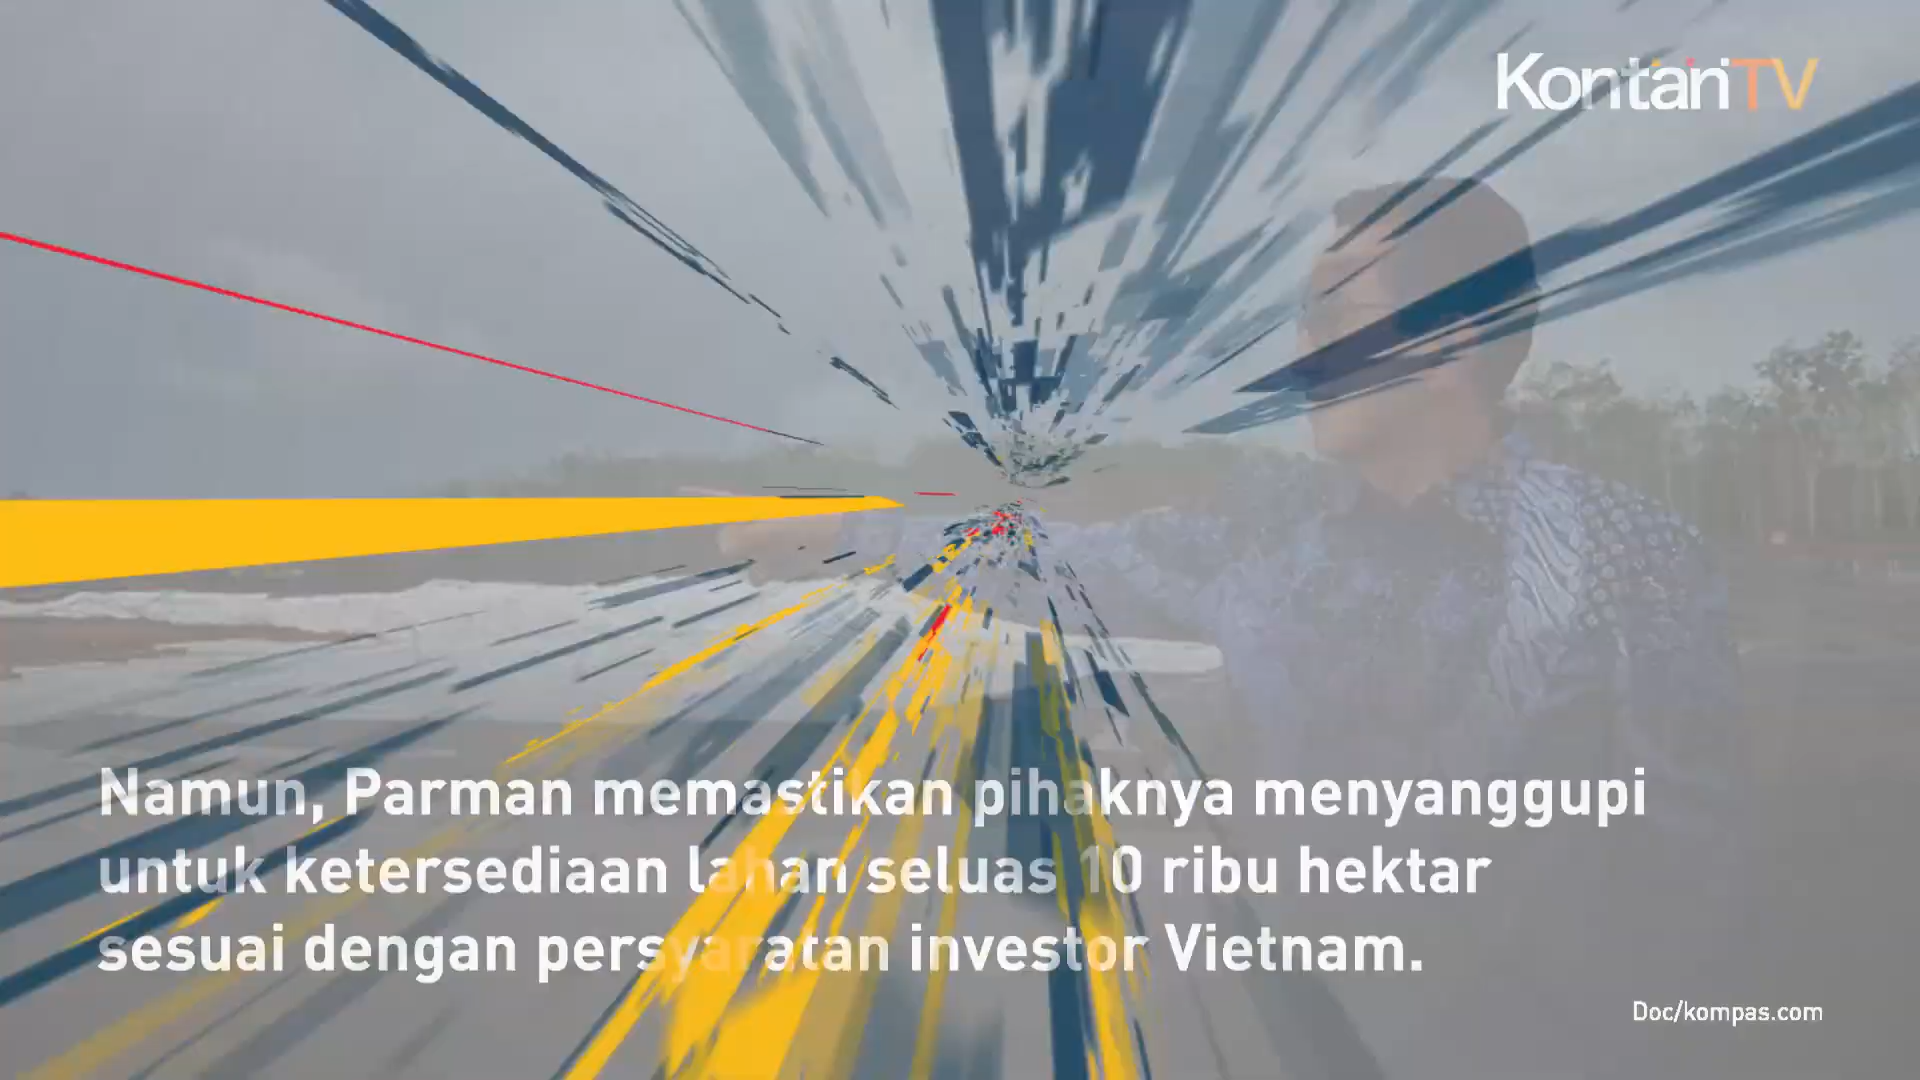 KontanTV
Namun, Parman memastikan pihaknya menyanggupi
untuk ketersediaan lahan seluas 10 ribu hektar
sesuai dengan persyaratan investor Vietnam.
Doc/kompas.com